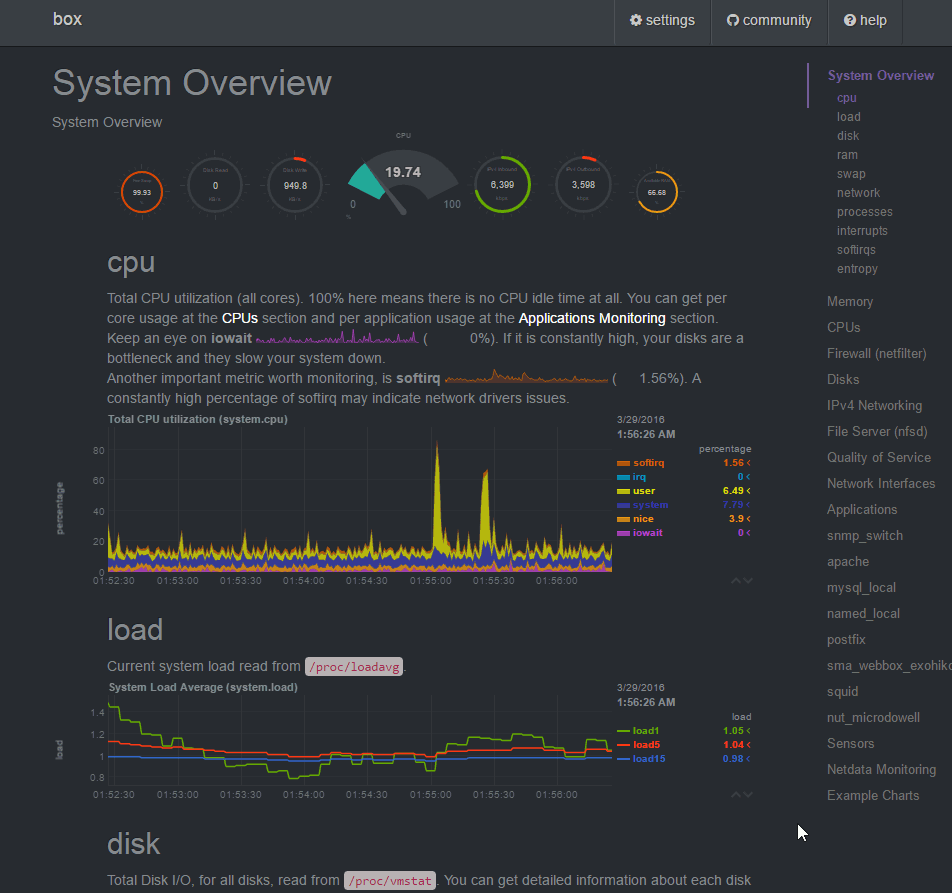 box
settings
community
help
System Overview
System Overview
CPU
99.93
Disk Read
0
Disk Write
949.8
19.74
0
100
%
IPv4 Inbound
6,399
kbps
IPv4 Outbound
3,598
kbps
66.68
cpu
Total CPU utilization (all cores). 100% here means there is no CPU idle time at all. You can get per
core usage at the CPUs section and per application usage at the Applications Monitoring section.
Keep an eye on iowait ( 0%). If it is constantly high, your disks are a
bottleneck and they slow your system down.
Another important metric worth monitoring, is softirq ( 1.56%). A
constantly high percentage of softirq may indicate network drivers issues.
Total CPU utilization (system.cpu)
percentage
80
60
40
20
0
01:52:30 01:53:00 01:53:30 01:54:00 01:54:30 01:55:00 01:55:30 01:56:00
3/29/2016
1:56:26 AM
percentage
softirq 1.56
irq 0
user 6.49
system 7.79
nice 3.9
iowait 0
load
Current system load read from /proc/loadavg.
System Load Average (system.load)
load
1.4
1.2
1
0.8
01:52:30 01:53:00 01:53:30 01:54:00 01:54:30 01:55:00 01:55:30 01:56:00
3/29/2016
1:56:26 AM
load
load1 1.05
load5 1.04
load15 0.98
disk
Total Disk I/O, for all disks, read from /proc/vmstat. You can get detailed information about each disk
System Overview
cpu
load
disk
ram
swap
network
processes
interrupts
softirqs
entropy
Memory
CPUs
Firewall (netfilter)
Disks
IPv4 Networking
File Server (nfsd)
Quality of Service
Network Interfaces
Applications
snmp_switch
apache
mysql_local
named_local
postfix
sma_webbox_exohiko
squid
nut_microdowell
Sensors
Netdata Monitoring
Example Charts